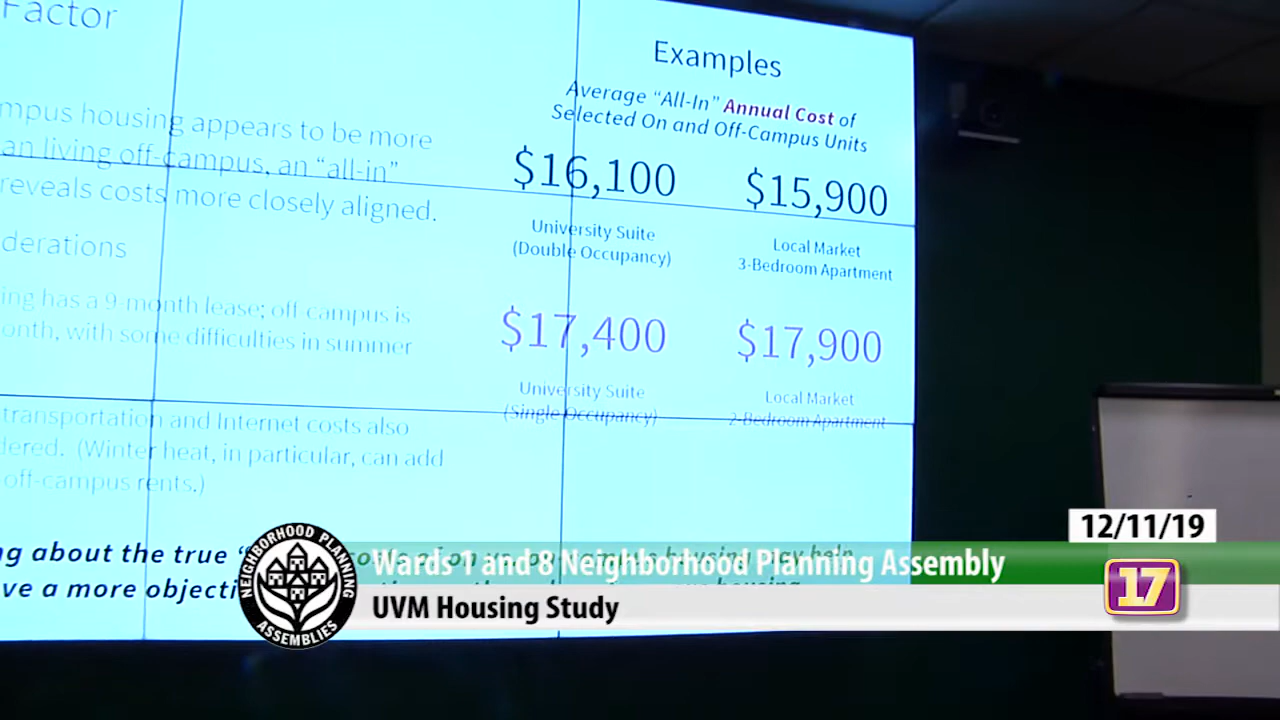 Factor
mpus housing appears to be more
an living off-campus, an “all-in”
reveals costs more closely aligned.
derations
ing has a 9-month lease; off-campus is
onth, with some difficulties in summer
transportation and Internet costs also
dered. (Winter heat, in particular, can add
off-campus rents.)
ng about the true “
ve a more objecti
Examples
Average “All-In” Annual Cost of
Selected On and Off-Campus Units
$16,100
University Suite
(Double Occupancy)
$15,900
Local Market
3-Bedroom Apartment
$17,400
University Suite
(Single Occupancy)
$17,900
Local Market
2-Bedroom Apartment
12/11/19
NEIGHBORHOOD PLANNING
ASSEMBLIES
Wards 1 and 8 Neighborhood Planning Assembly
UVM Housing Study
17